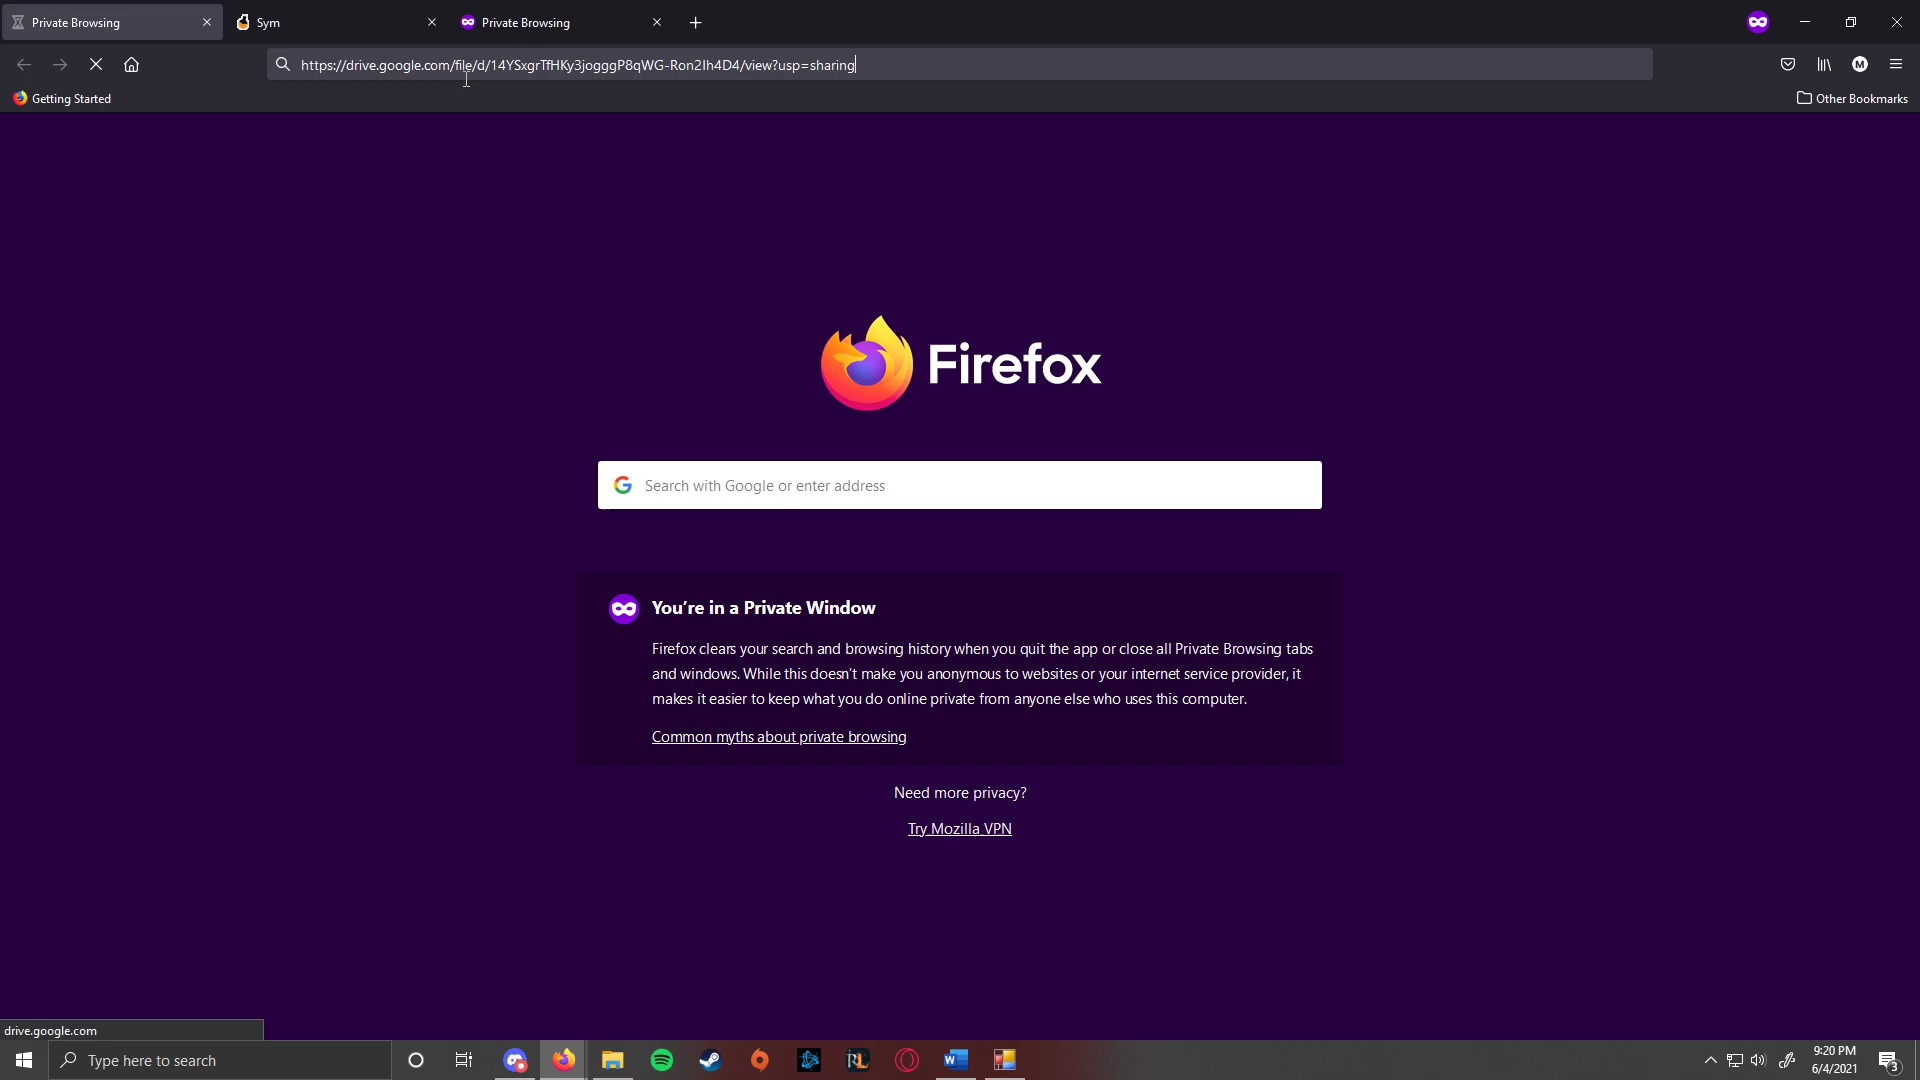 Private Browsing
Sym
Private Browsing
https://drive.google.com/file/d/14YSxgrTfHKy3jogggP8qWG-Ron2Ih4D4/view?usp=sharing
M
Getting Started
Other Bookmarks
Firefox
Search with Google or enter address
You're in a Private Window
Firefox clears your search and browsing history when you quit the app or close all Private Browsing tabs
and windows. While this doesn't make you anonymous to websites or your internet service provider, it
makes it easier to keep what you do online private from anyone else who uses this computer.
Common myths about private browsing
Need more privacy?
Try Mozilla VPN
drive.google.com
Type here to search
RL
W
9:20 PM
6/4/2021
3